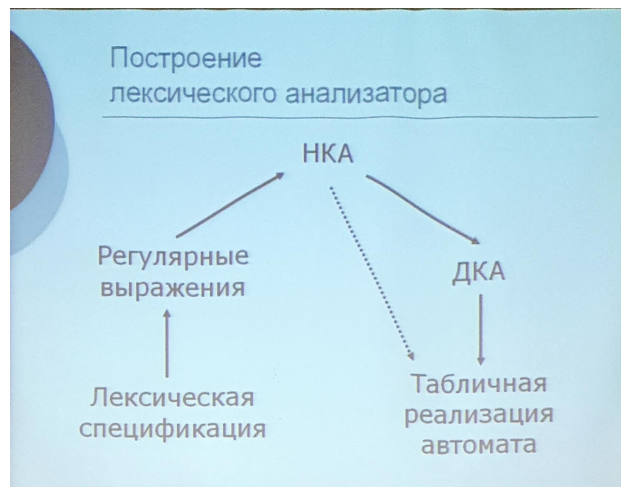 Построение
лексического анализатора
НКА
Регулярные
выражения
ДКА
Лексическая
спецификация
Табличная
реализация
автомата